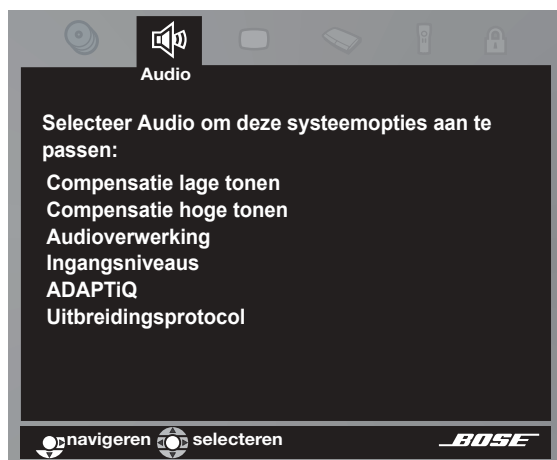 Audio
Selecteer Audio om deze systeemopties aan te
passen:
Compensatie lage tonen
Compensatie hoge tonen
Audioverwerking
Ingangsniveaus
ADAPTiQ
Uitbreidingsprotocol
navigeren selecteren BOSE